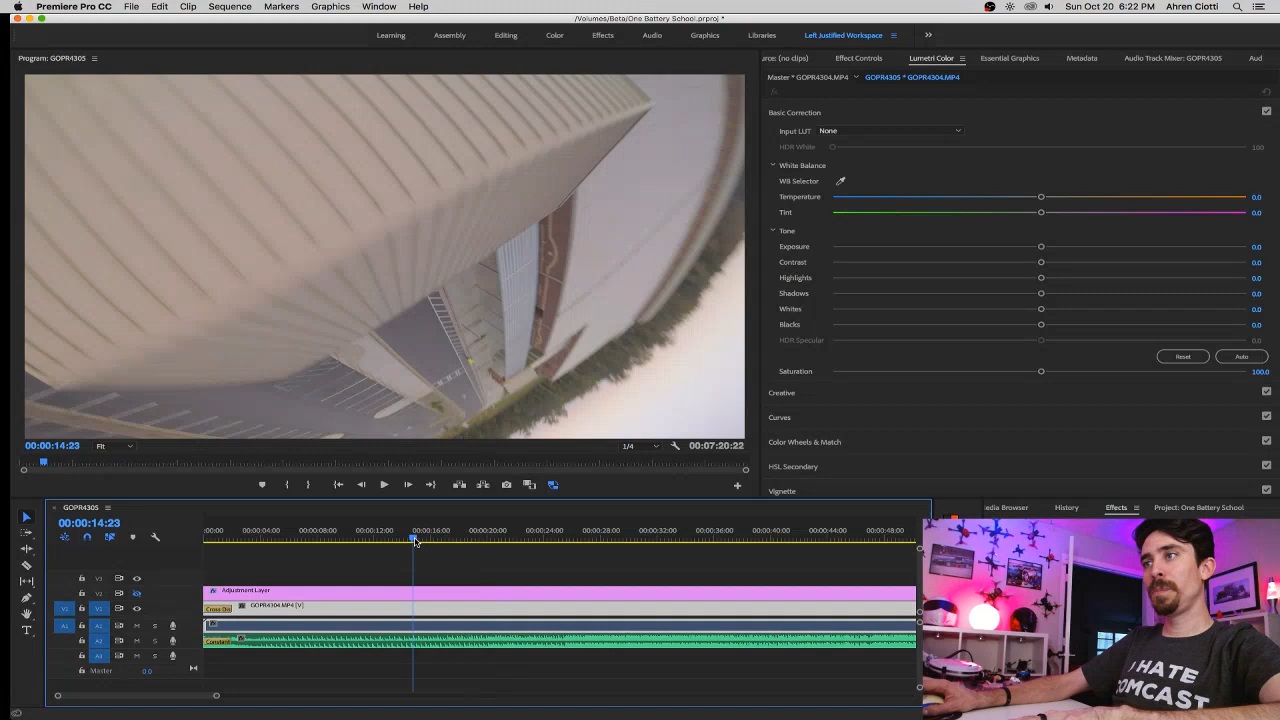 Premiere Pro CC File Edit Clip Sequence Markers Graphics Window Help Sun Oct 20 6:22 PM Ahren Ciotti
/Volumes/Beta/One Battery School.prproj *
Learning Assembly Editing Color Effects Audio Graphics Libraries Left Justified Workspace
Program: GOPR4305
urce: (no clips) Effect Controls Lumetri Color Essential Graphics Metadata Audio Track Mixer: GOPR4305 Aud
Master * GOPR4304.MP4 GOPR4305 * GOPR4304.MP4
fx
Basic Correction
Input LUT None
HDR White 100
White Balance
WB Selector
Temperature 0.0
Tint 0.0
Tone
Exposure 0.0
Contrast 0.0
Highlights 0.0
Shadows 0.0
Whites 0.0
Blacks 0.0
HDR Specular 0.0
Reset Auto
Saturation 100.0
Creative
Curves
Color Wheels & Match
HSL Secondary
Vignette
00:00:14:23 Fit 1/4 00:07:20:22
GOPR4305
edia Browser History Effects Project: One Battery School
00:00:14:23
:00:00 00:00:04:00 00:00:08:00 00:00:12:00 00:00:16:00 00:00:20:00 00:00:24:00 00:00:28:00 00:00:32:00 00:00:36:00 00:00:40:00 00:00:44:00 00:00:48:00
V3
V2 fx Adjustment Layer
V1 V1 Cross Dis fx GOPR4304.MP4 [V]
A1 A1 M S fx
A2 M S Constant fx
A3 M S
Master 0.0
I HATE
COMCAST